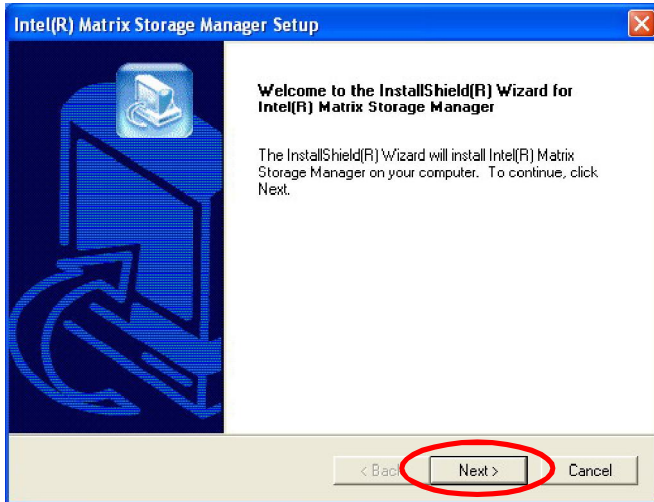 Intel(R) Matrix Storage Manager Setup
Welcome to the InstallShield(R) Wizard for
Intel(R) Matrix Storage Manager
The InstallShield(R) Wizard will install Intel(R) Matrix
Storage Manager on your computer. To continue, click
Next.
< Back Next > Cancel